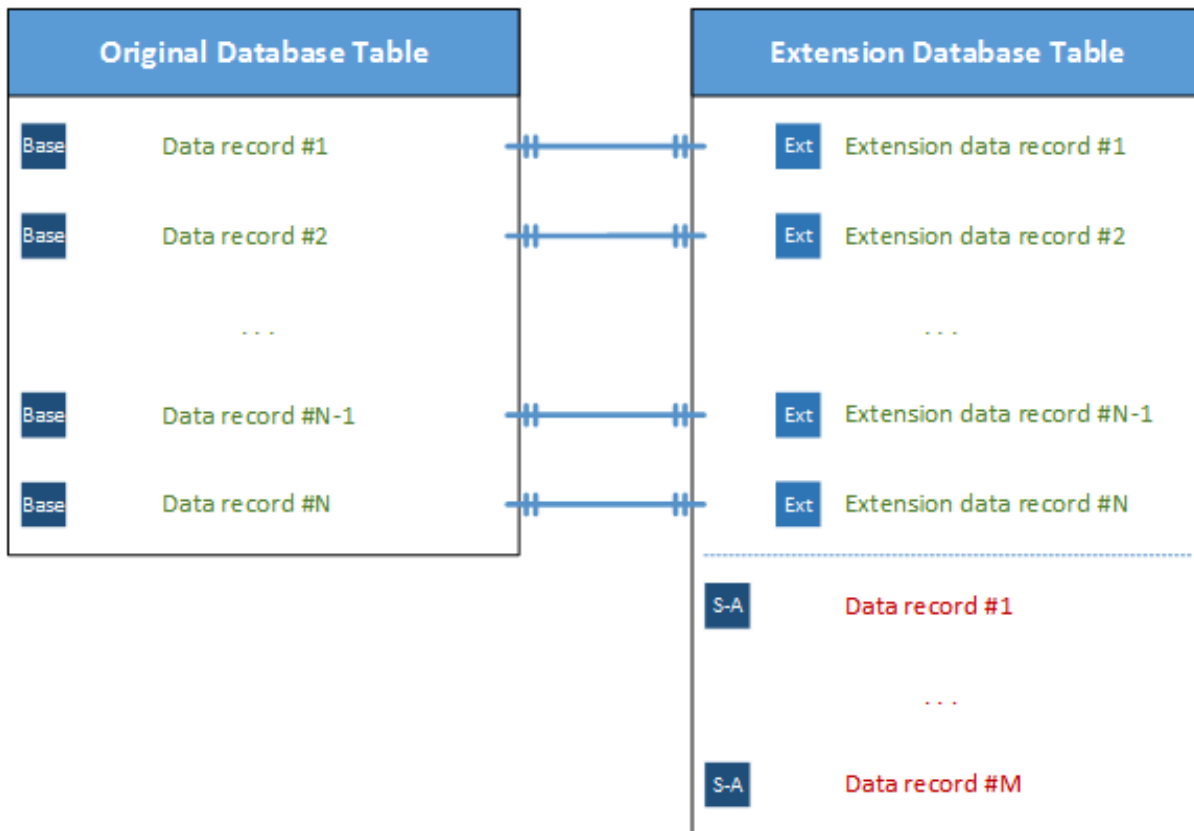 Original Database Table
Extension Database Table
Base Data record #1
Ext Extension data record #1
Base Data record #2
Ext Extension data record #2
. . .
. . .
Base Data record #N-1
Ext Extension data record #N-1
Base Data record #N
Ext Extension data record #N
S-A Data record #1
. . .
S-A Data record #M